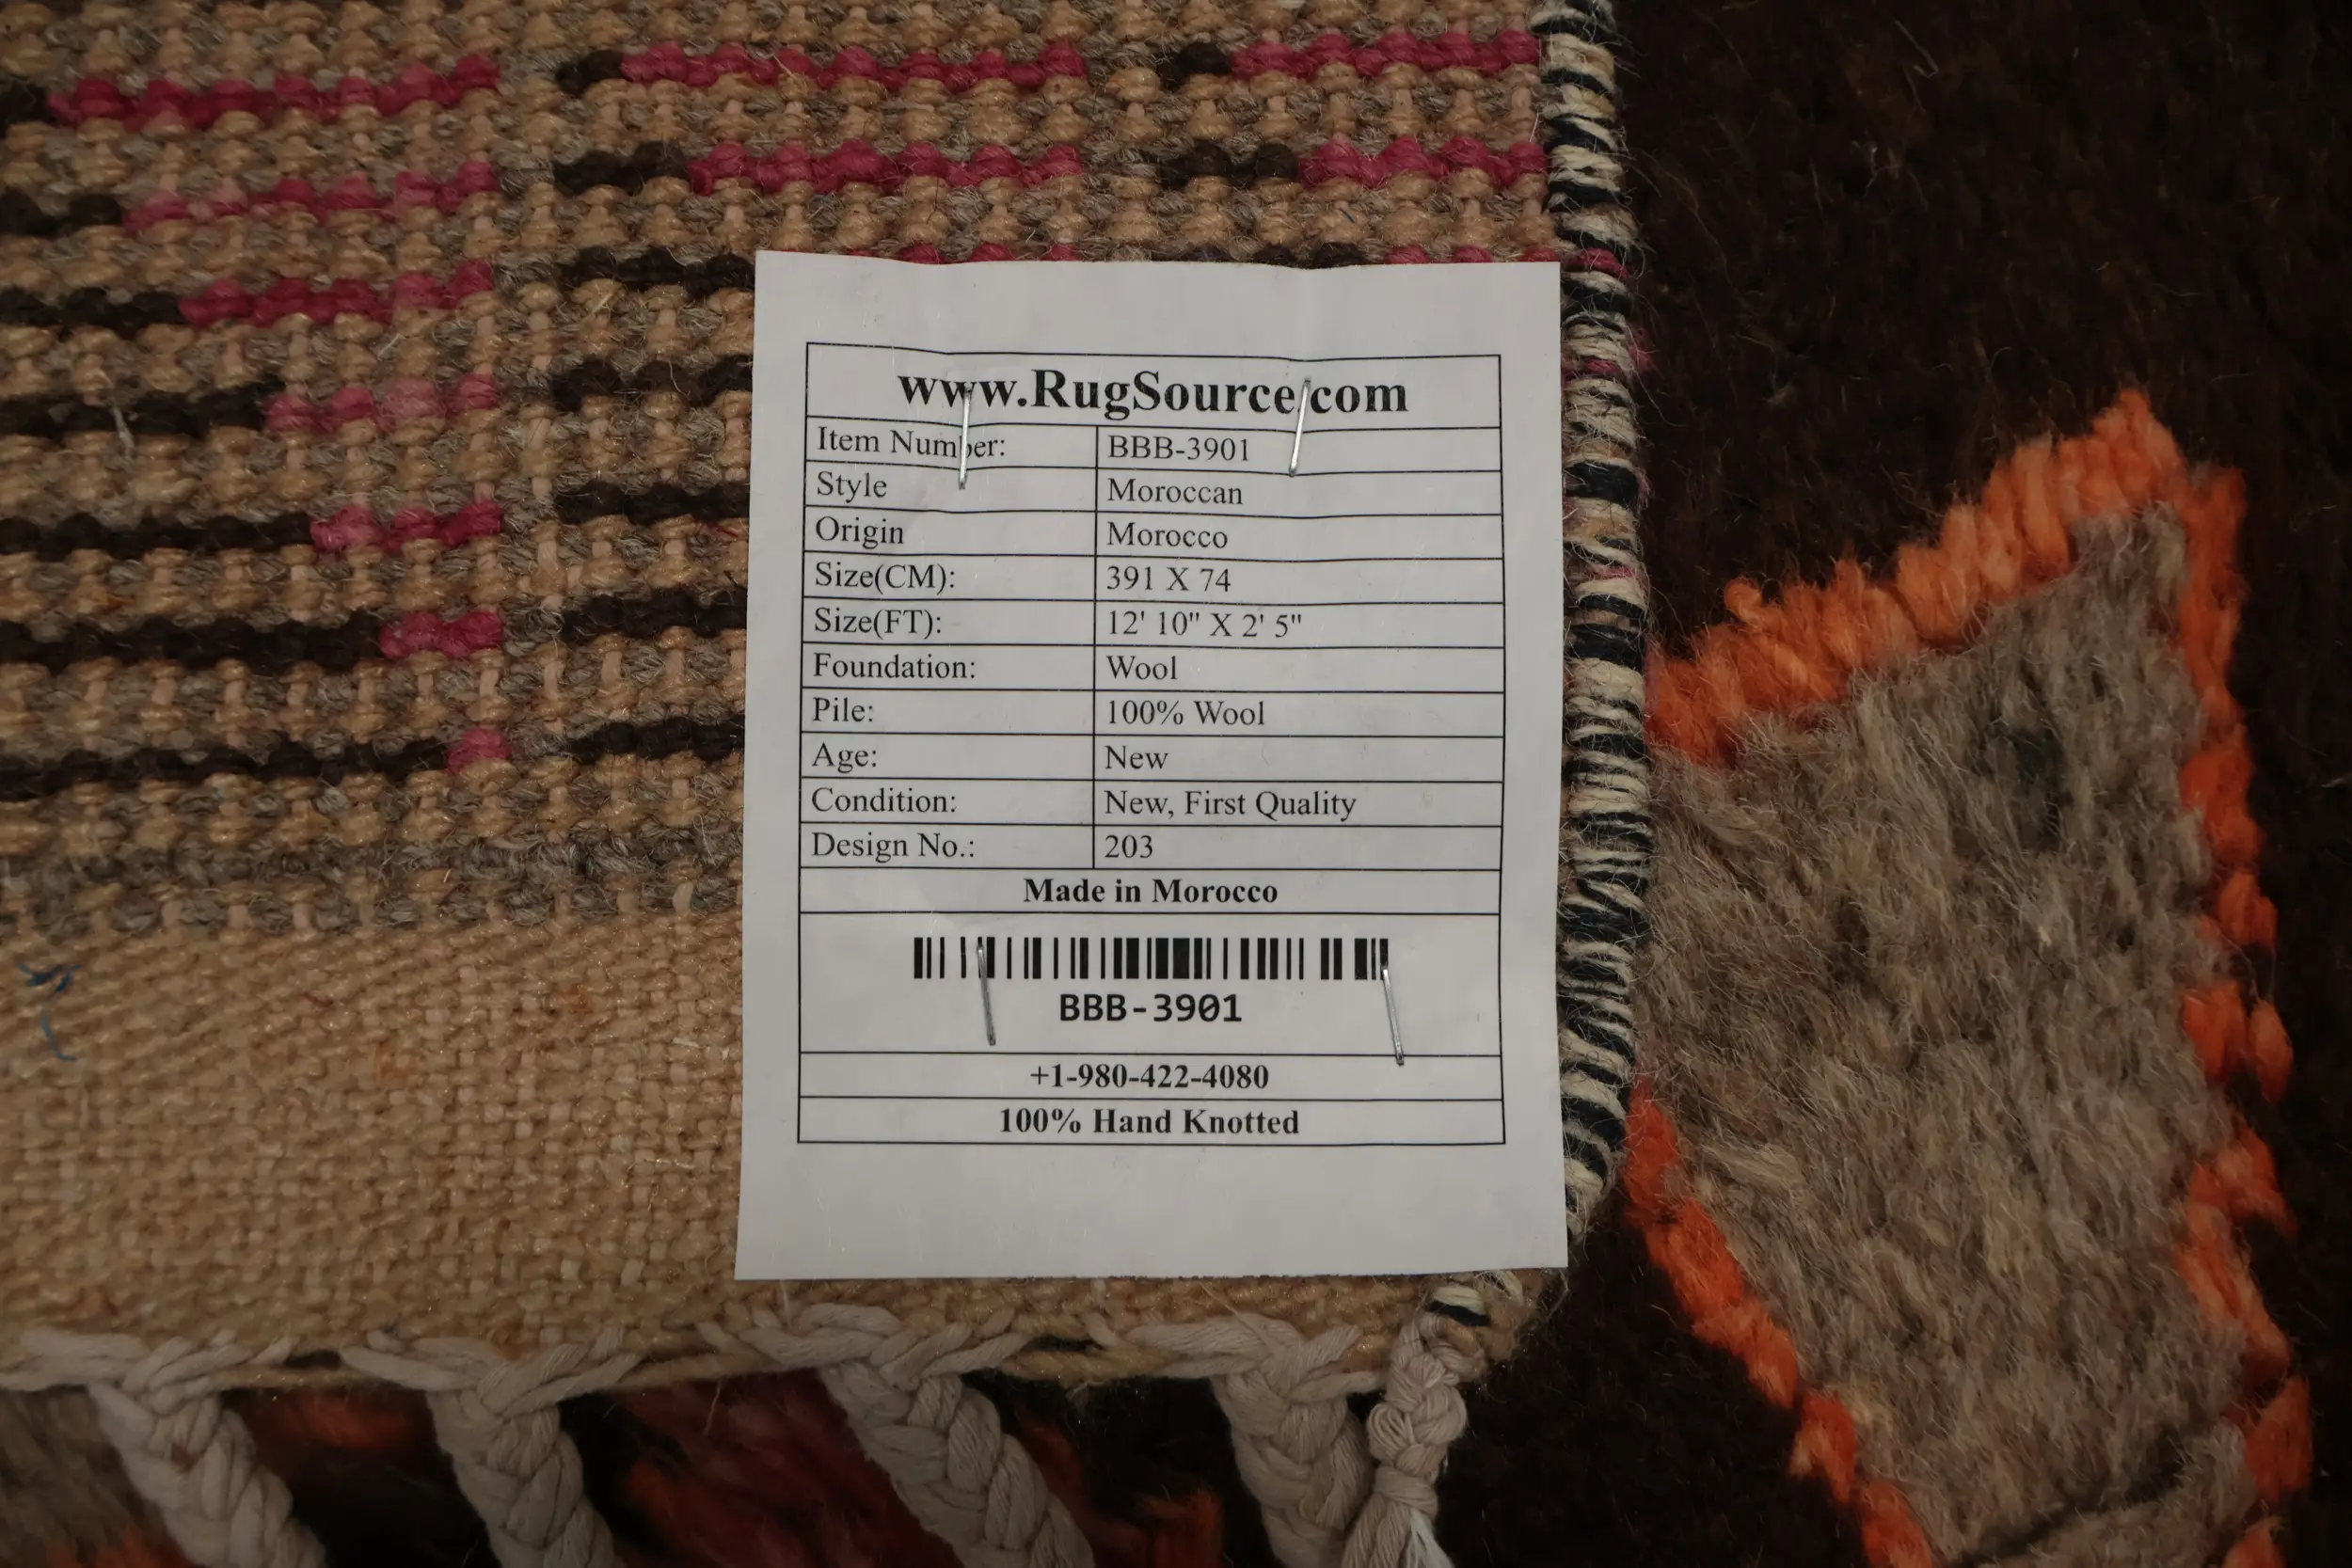 www.RugSource.com
Item Number: BBB-3901
Style Moroccan
Origin Morocco
Size(CM): 391 X 74
Size(FT): 12' 10" X 2' 5"
Foundation: Wool
Pile: 100% Wool
Age: New
Condition: New, First Quality
Design No.: 203
Made in Morocco
BBB-3901
+1-980-422-4080
100% Hand Knotted